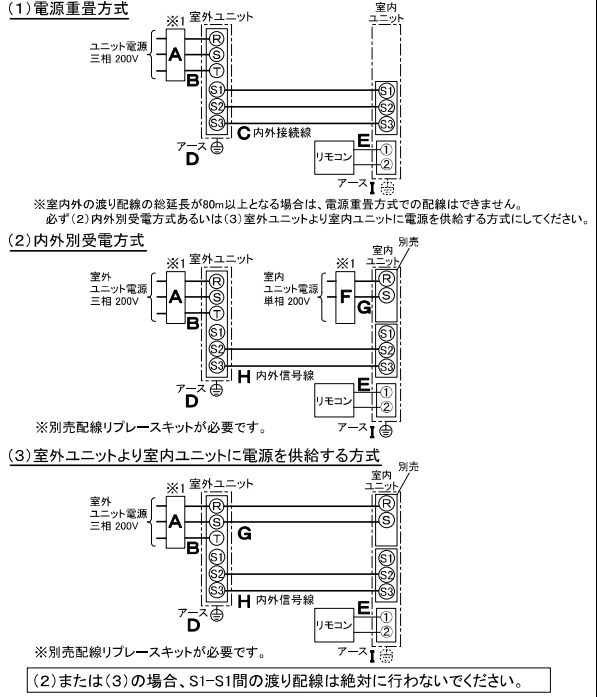 (1)電源重畳方式
※1 室外ユニット
室内
ユニット
ユニット電源
三相 200V
A
B
R
S
T
S1
S2
S3
S1
S2
S3
C 内外接続線
アース
D
E
リモコン
①
②
アース I
※室内外の渡り配線の総延長が80m以上となる場合は、電源重畳方式での配線はできません。
必ず(2)内外別受電方式あるいは(3)室外ユニットより室内ユニットに電源を供給する方式にしてください。
(2)内外別受電方式
※1 室外ユニット
※1
室内
ユニット
別売
室外
ユニット電源
三相 200V
A
B
R
S
T
S1
S2
S3
室内
ユニット電源
単相 200V
F
G
R
S
S1
S2
S3
H 内外信号線
アース
D
E
リモコン
①
②
アース I
※別売配線リプレースキットが必要です。
(3)室外ユニットより室内ユニットに電源を供給する方式
※1 室外ユニット
室内
ユニット
別売
室外
ユニット電源
三相 200V
A
B
R
S
T
S1
S2
S3
G
R
S
S1
S2
S3
H 内外信号線
アース
D
E
リモコン
①
②
アース I
※別売配線リプレースキットが必要です。
(2)または(3)の場合、S1-S1間の渡り配線は絶対に行わないでください。